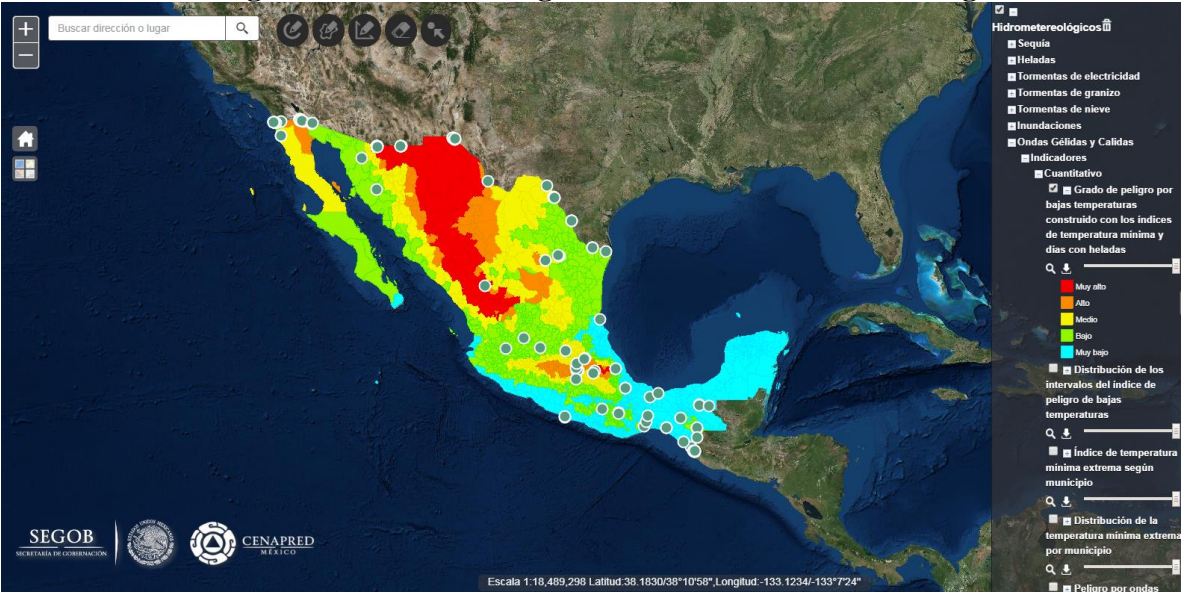 Buscar dirección o lugar
SEGOB
SECRETARÍA DE GOBERNACIÓN
CENAPRED
MÉXICO
Escala 1:18,489,298 Latitud:38.1830/38°10'58",Longitud:-133.1234/-133°7'24"
Hidrometereológicos
Sequía
Heladas
Tormentas de electricidad
Tormentas de granizo
Tormentas de nieve
Inundaciones
Ondas Gélidas y Calidas
Indicadores
Cuantitativo
Grado de peligro por
bajas temperaturas
construido con los índices
de temperatura mínima y
días con heladas
Muy alto
Alto
Medio
Bajo
Muy bajo
Distribución de los
intervalos del índice de
peligro de bajas
temperaturas
Índice de temperatura
mínima extrema según
municipio
Distribución de la
temperatura mínima extrema
por municipio
Peligro por ondas